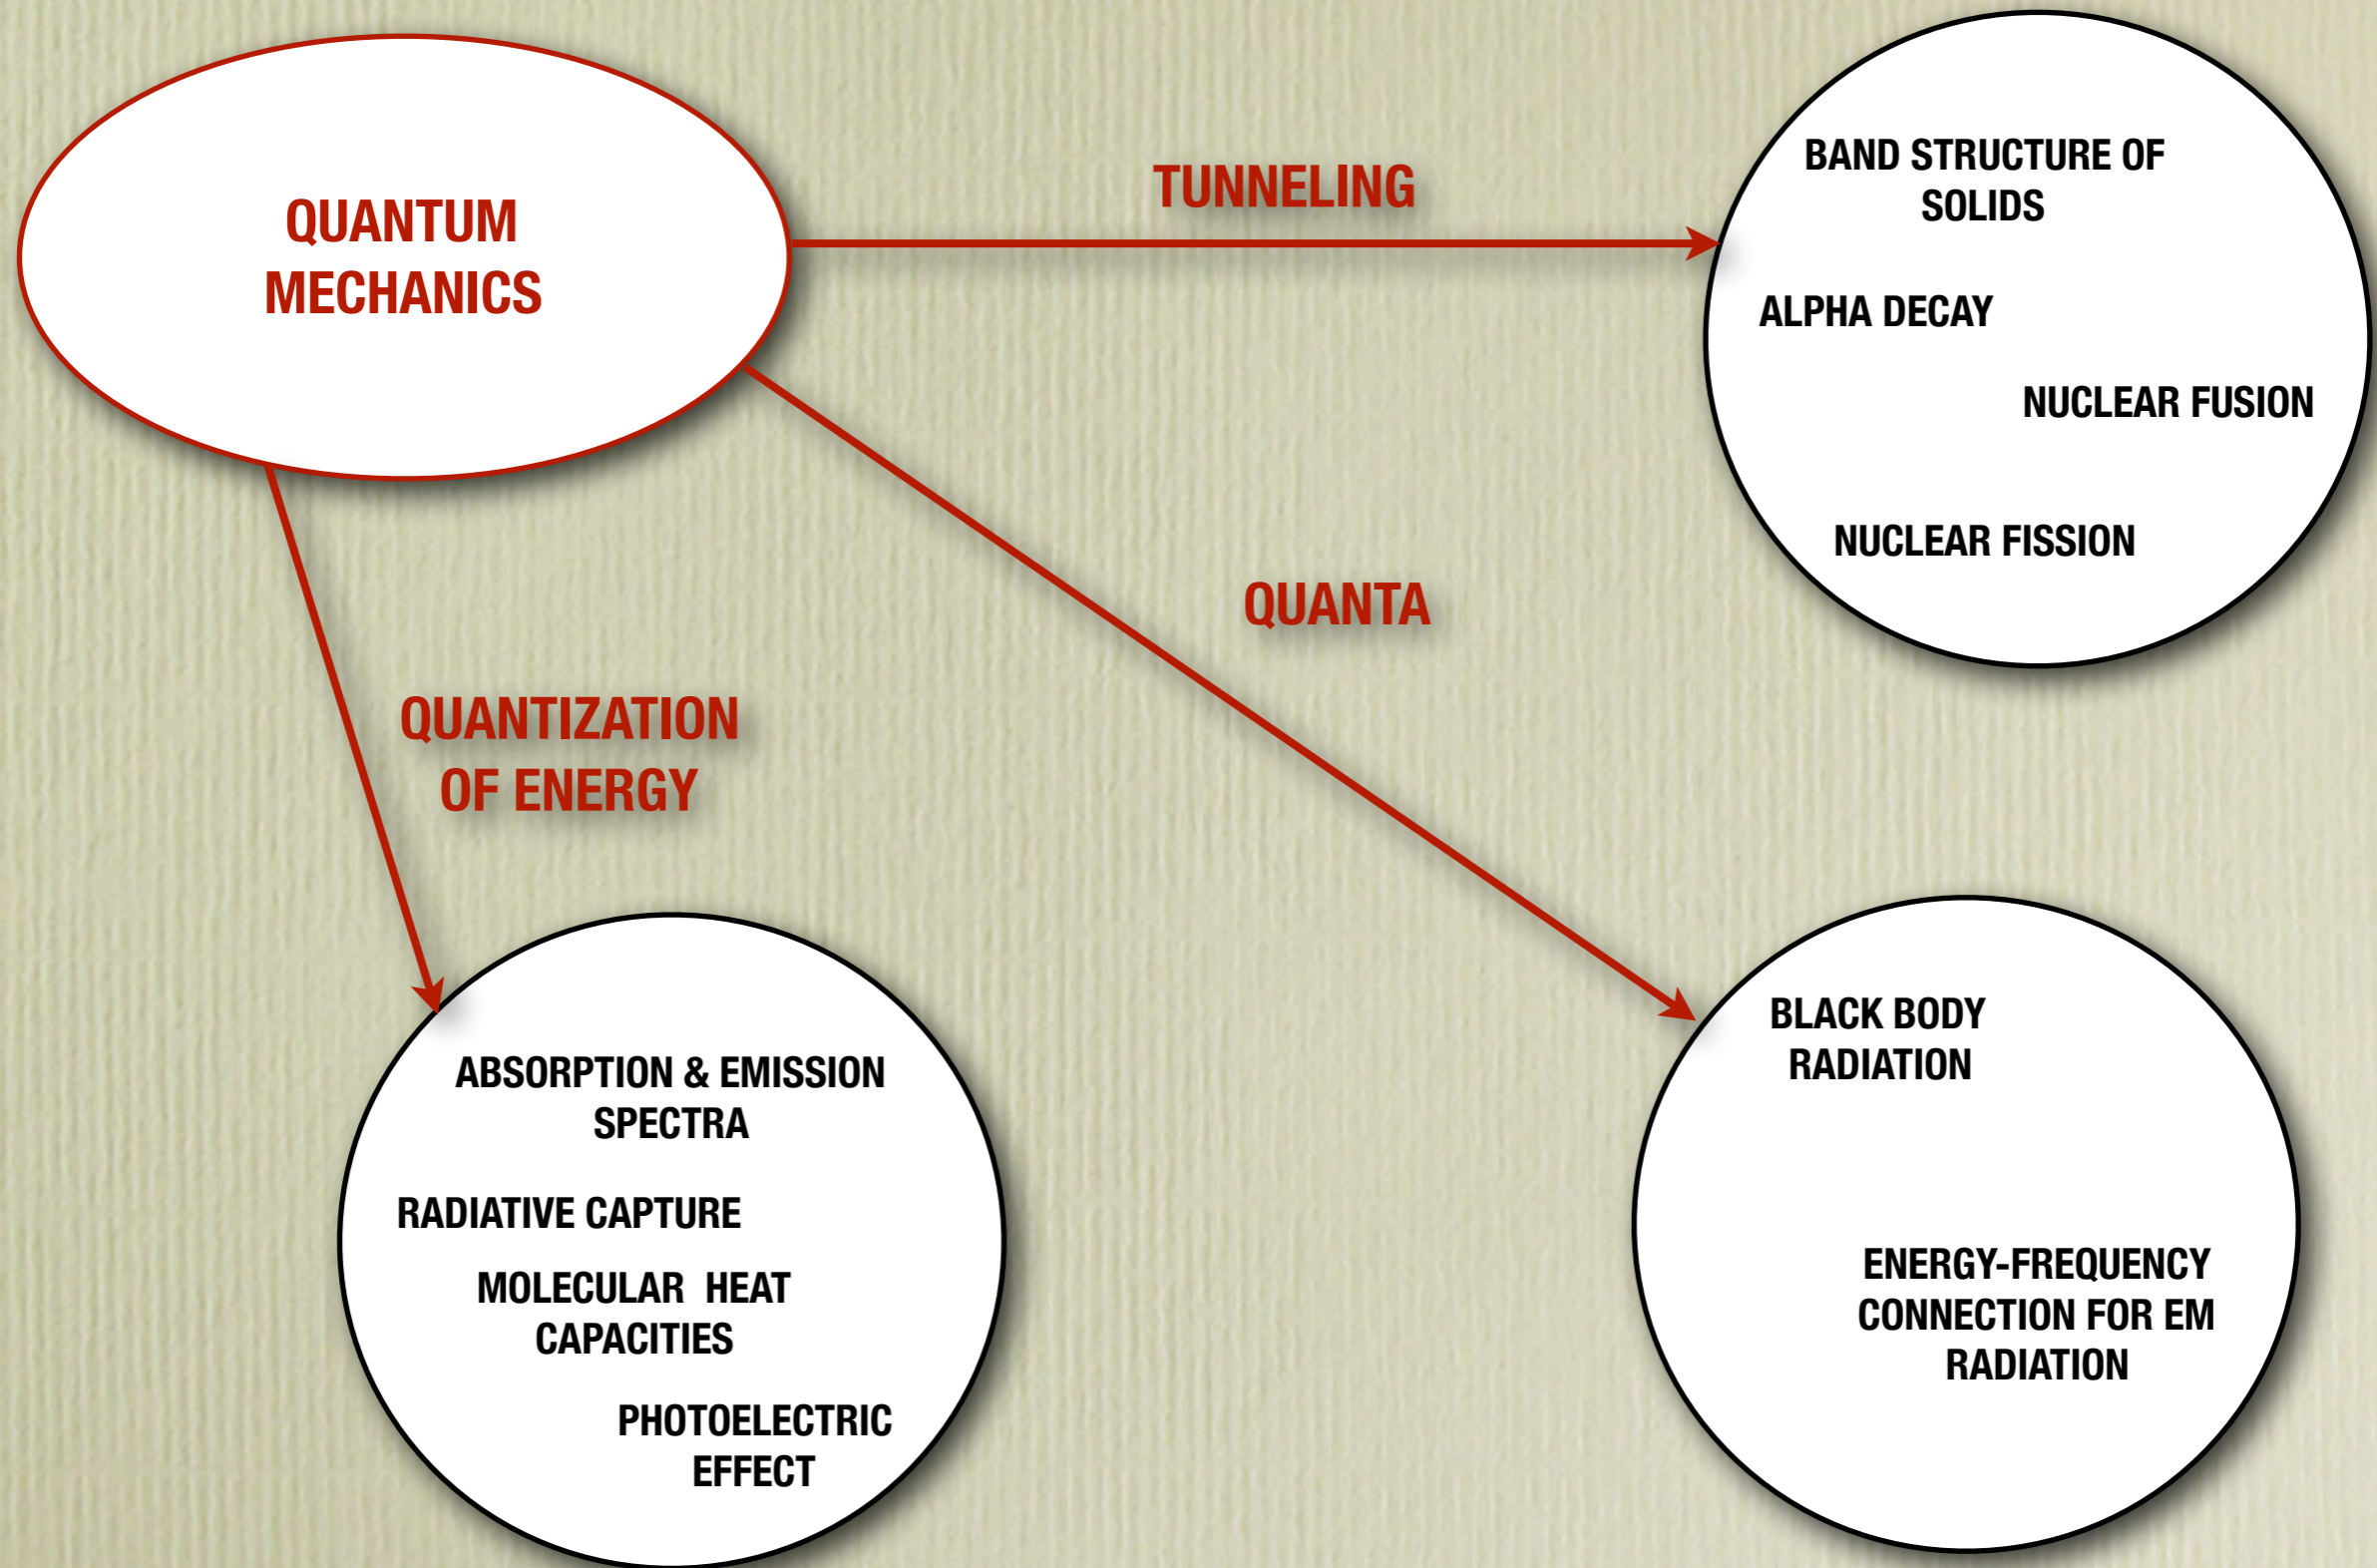 QUANTUM
MECHANICS
TUNNELING
BAND STRUCTURE OF
SOLIDS
ALPHA DECAY
NUCLEAR FUSION
NUCLEAR FISSION
QUANTA
QUANTIZATION
OF ENERGY
ABSORPTION & EMISSION
SPECTRA
RADIATIVE CAPTURE
MOLECULAR HEAT
CAPACITIES
PHOTOELECTRIC
EFFECT
BLACK BODY
RADIATION
ENERGY-FREQUENCY
CONNECTION FOR EM
RADIATION